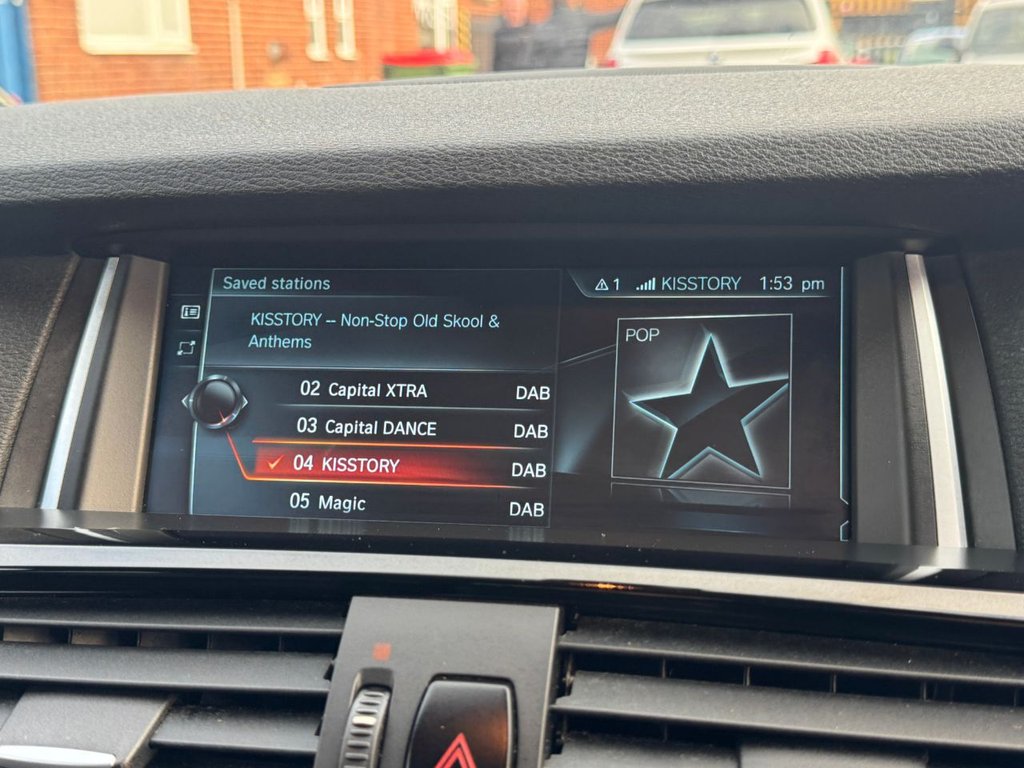 Saved stations
1 KISSTORY 1:53 pm
KISSTORY -- Non-Stop Old Skool &
Anthems
POP
02 Capital XTRA DAB
03 Capital DANCE DAB
04 KISSTORY DAB
05 Magic DAB